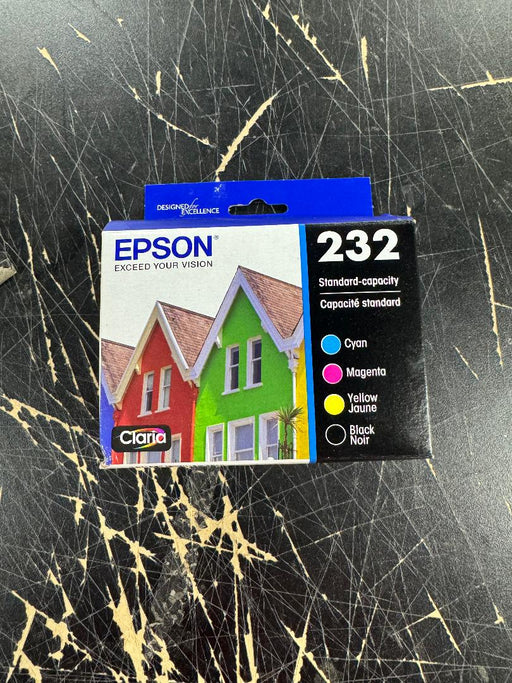 DESIGNED for
EXCELLENCE
EPSON®
EXCEED YOUR VISION
232
Standard-capacity
Capacité standard
Cyan
Magenta
Yellow
Jaune
Black
Noir
Claria